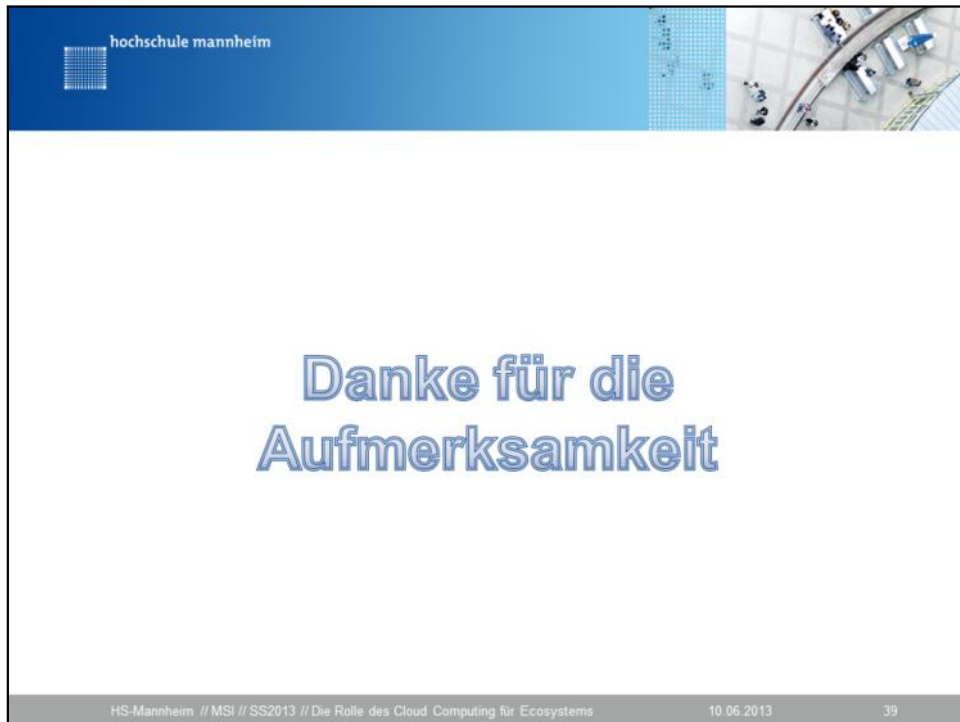 hochschule mannheim
Danke für die
Aufmerksamkeit
HS-Mannheim // MSI // SS2013 // Die Rolle des Cloud Computing für Ecosystems 10.06.2013 39